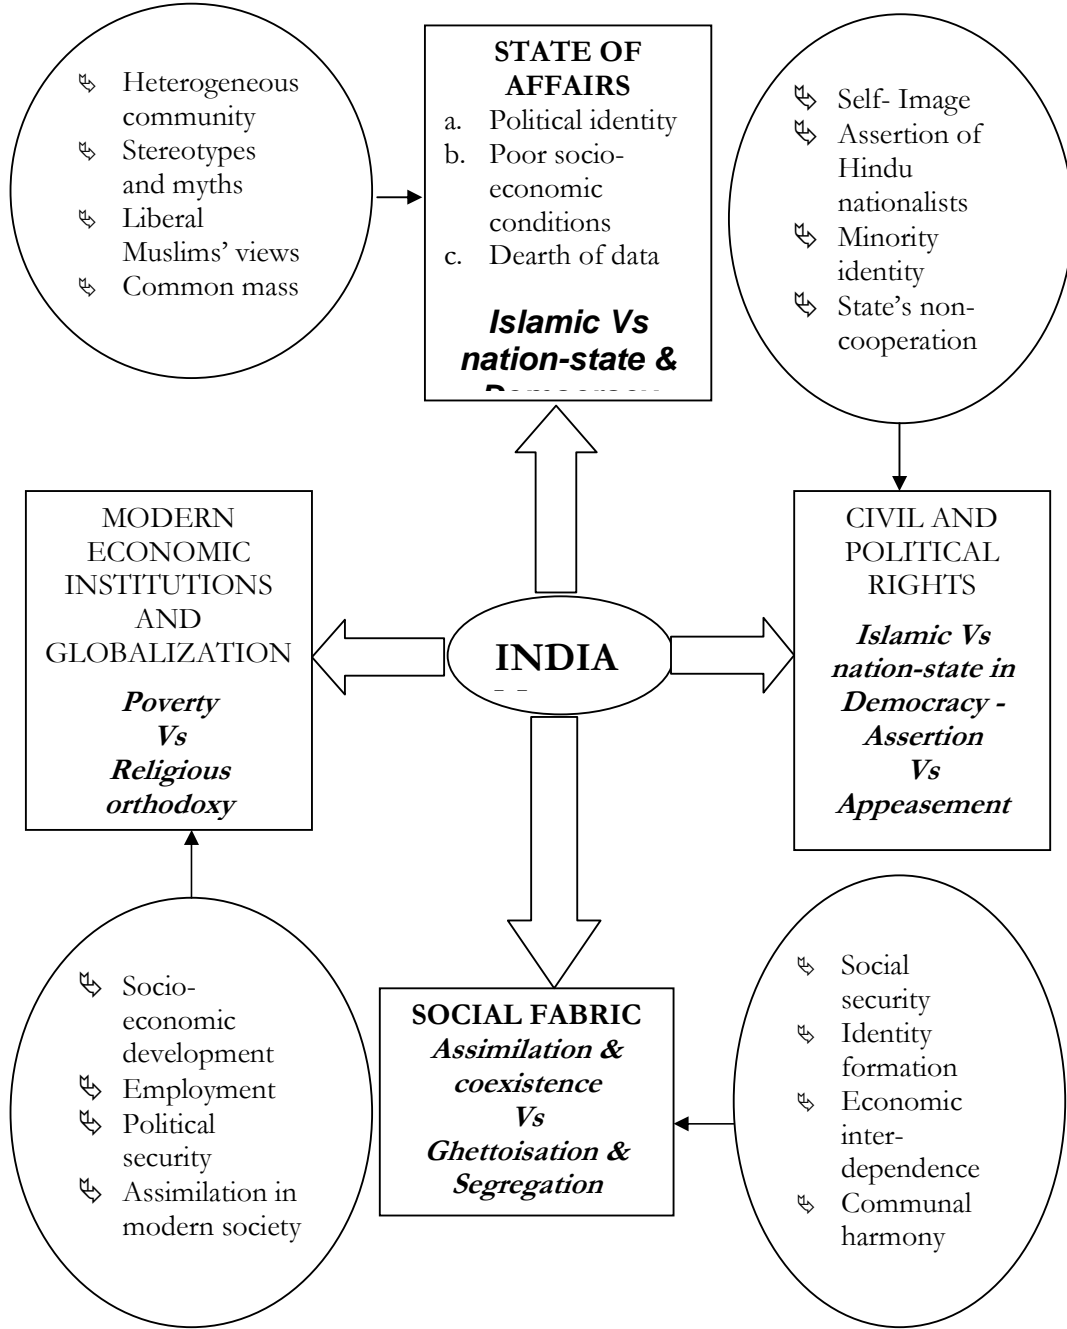 Heterogeneous
community
Stereotypes
and myths
Liberal
Muslims' views
Common mass
STATE OF
AFFAIRS
a. Political identity
b. Poor socio-
economic
conditions
c. Dearth of data
Islamic Vs
nation-state &
Self- Image
Assertion of
Hindu
nationalists
Minority
identity
State's non-
cooperation
MODERN
ECONOMIC
INSTITUTIONS
AND
GLOBALIZATION
Poverty
Vs
Religious
orthodoxy
INDIA
CIVIL AND
POLITICAL
RIGHTS
Islamic Vs
nation-state in
Democracy -
Assertion
Vs
Appeasement
Socio-
economic
development
Employment
Political
security
Assimilation in
modern society
SOCIAL FABRIC
Assimilation &
coexistence
Vs
Ghettoisation &
Segregation
Social
security
Identity
formation
Economic
inter-
dependence
Communal
harmony